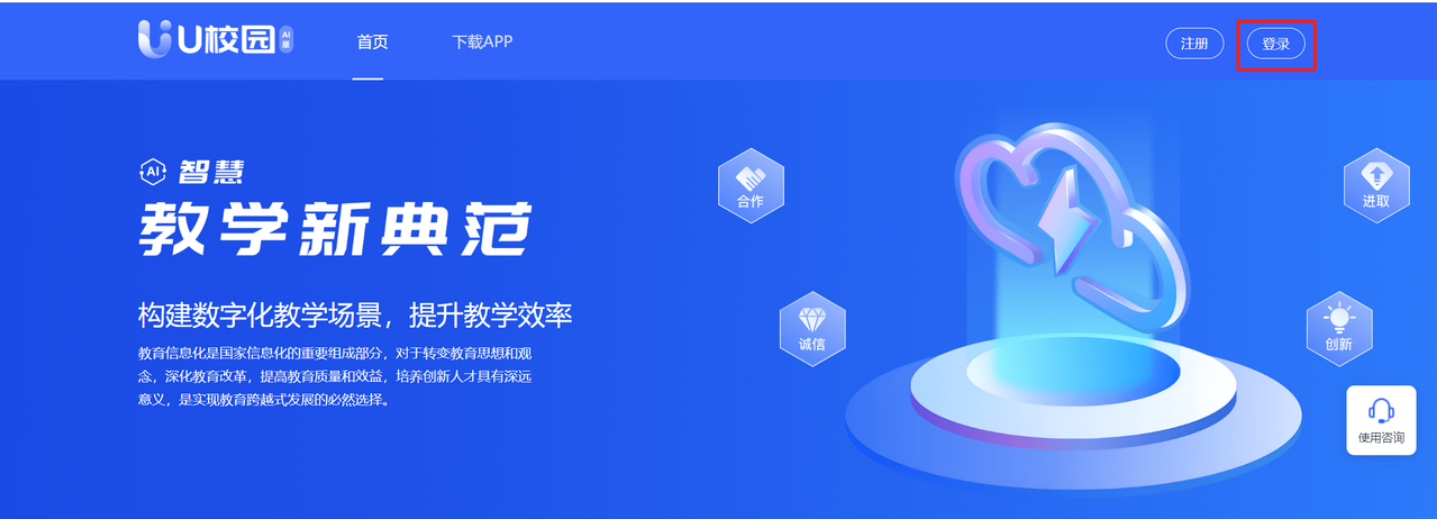 U校园 AI版
首页
下载APP
注册
登录
AI 智慧
教学新典范
构建数字化教学场景，提升教学效率
教育信息化是国家信息化的重要组成部分，对于转变教育思想和观
念，深化教育改革，提高教育质量和效益，培养创新人才具有深远
意义，是实现教育跨越式发展的必然选择。
合作
进取
诚信
创新
使用咨询